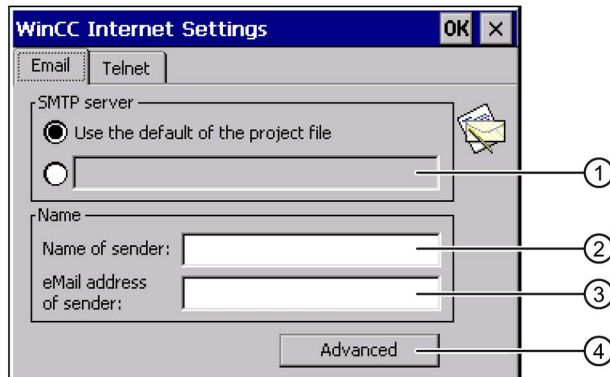 WinCC Internet Settings OK ×
Email Telnet
SMTP server
Use the default of the project file
1
Name
Name of sender:
2
eMail address
of sender:
3
Advanced
4